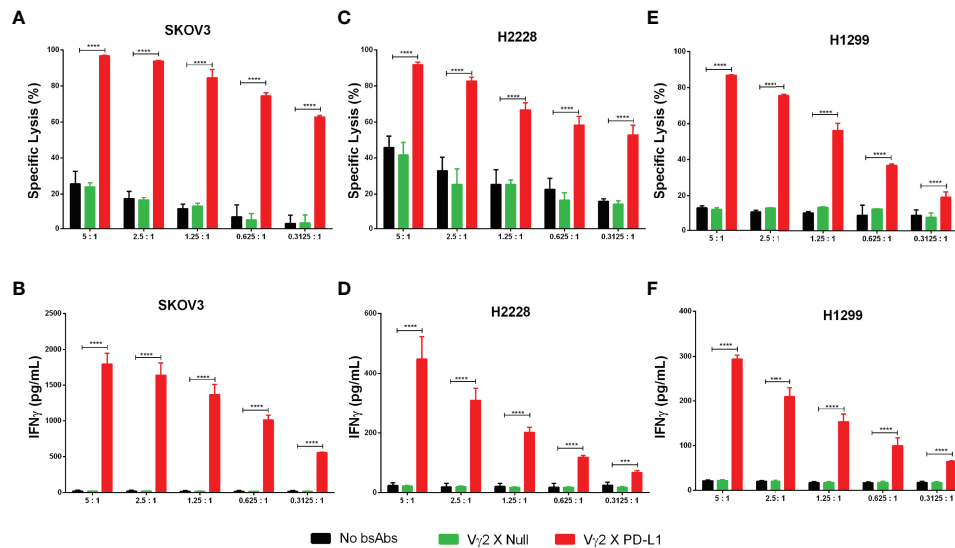 A
SKOV3
Specific Lysis (%)
100
80
60
40
20
0
****
****
****
****
****
5 : 1
2.5 : 1
1.25 : 1
0.625 : 1
0.3125 : 1
C
H2228
Specific Lysis (%)
100
80
60
40
20
0
****
****
****
****
****
5 : 1
2.5 : 1
1.25 : 1
0.625 : 1
0.3125 : 1
E
H1299
Specific Lysis (%)
100
80
60
40
20
0
****
****
****
****
****
5 : 1
2.5 : 1
1.25 : 1
0.625 : 1
0.3125 : 1
B
SKOV3
IFNγ (pg/mL)
2500
2000
1500
1000
500
0
****
****
****
****
****
5 : 1
2.5 : 1
1.25 : 1
0.625 : 1
0.3125 : 1
D
H2228
IFNγ (pg/mL)
600
400
200
0
****
****
****
****
***
5 : 1
2.5 : 1
1.25 : 1
0.625 : 1
0.3125 : 1
F
H1299
IFNγ (pg/mL)
400
300
200
100
0
****
****
****
****
****
5 : 1
2.5 : 1
1.25 : 1
0.625 : 1
0.3125 : 1
No bsAbs
Vγ2 X Null
Vγ2 X PD-L1